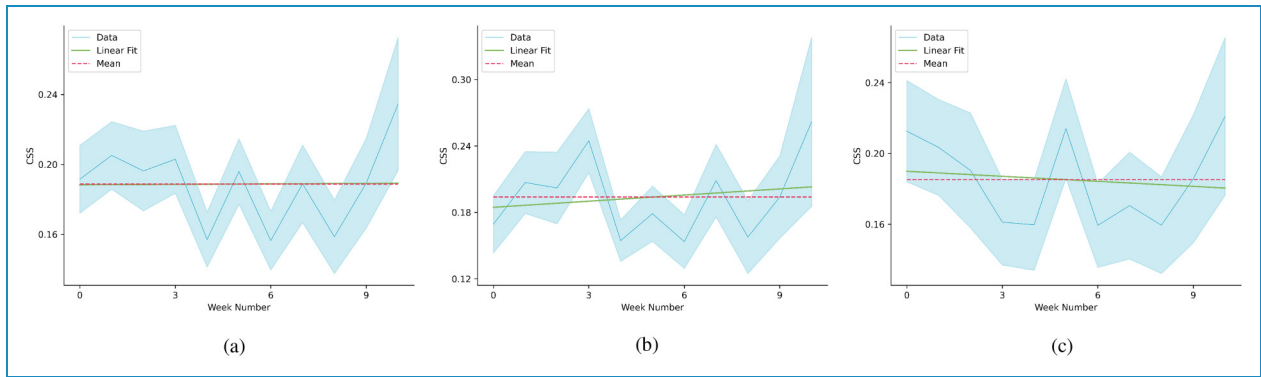 Data
Linear Fit
Mean
0.24
0.20
0.16
CSS
0 3 6 9
Week Number
(a)
Data
Linear Fit
Mean
0.30
0.24
0.18
0.12
CSS
0 3 6 9
Week Number
(b)
Data
Linear Fit
Mean
0.24
0.20
0.16
CSS
0 3 6 9
Week Number
(c)